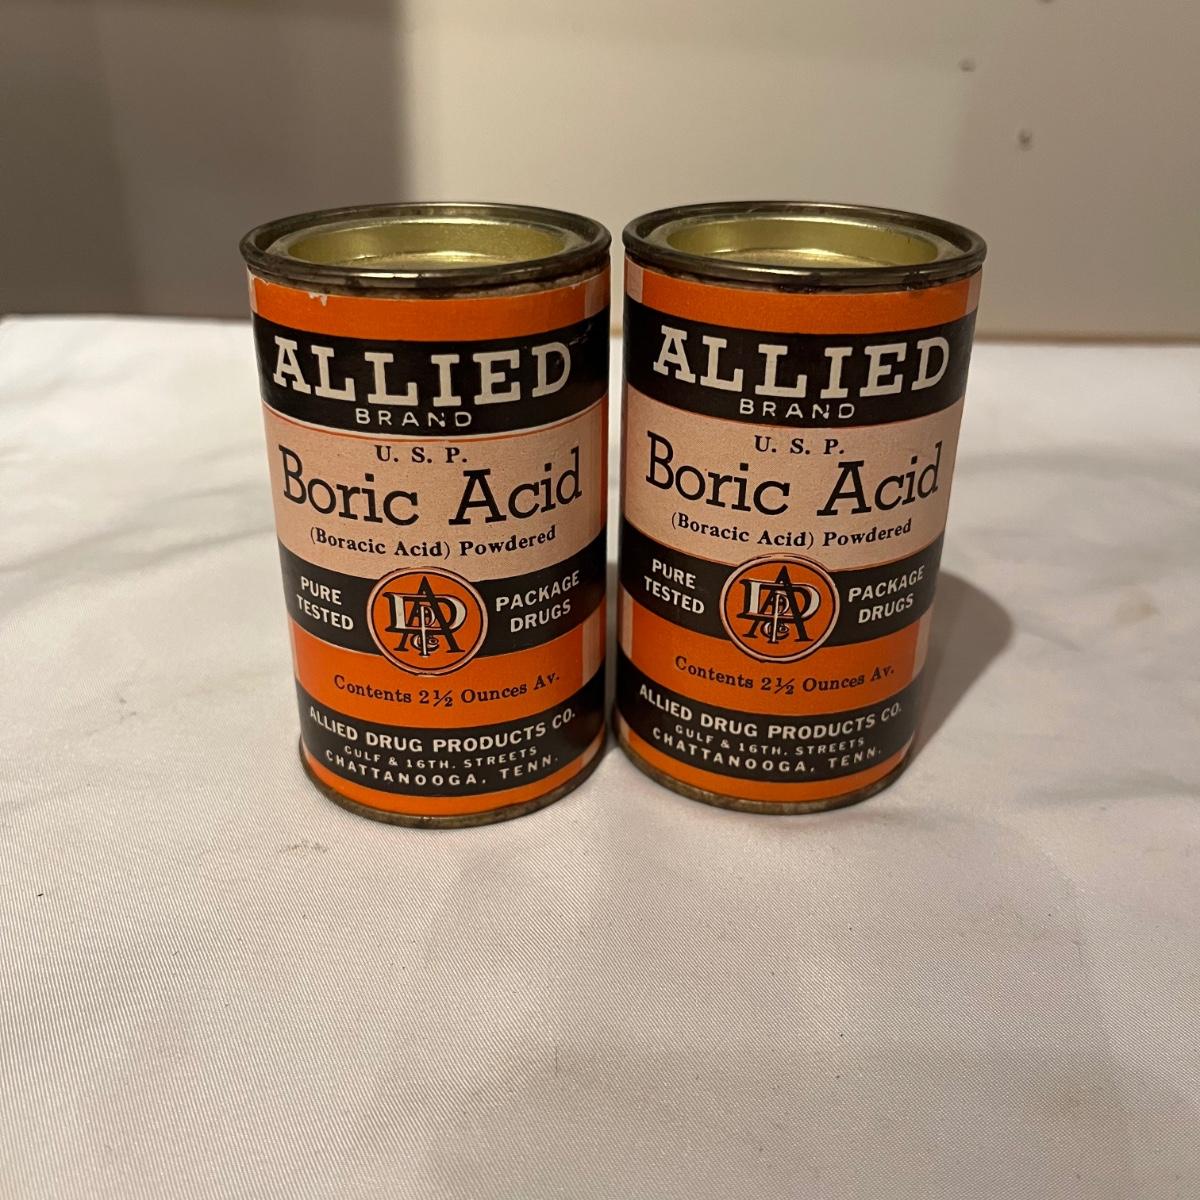 ALLIED
BRAND
U. S. P.
Boric Acid
(Boracic Acid) Powdered
PURE
TESTED
PACKAGE
DRUGS
Contents 2½ Ounces Av.
ALLIED DRUG PRODUCTS CO.
GULF & 16TH. STREETS
CHATTANOOGA, TENN.
ALLIED
BRAND
U. S. P.
Boric Acid
(Boracic Acid) Powdered
PURE
TESTED
PACKAGE
DRUGS
Contents 2½ Ounces Av.
ALLIED DRUG PRODUCTS CO.
GULF & 16TH. STREETS
CHATTANOOGA, TENN.